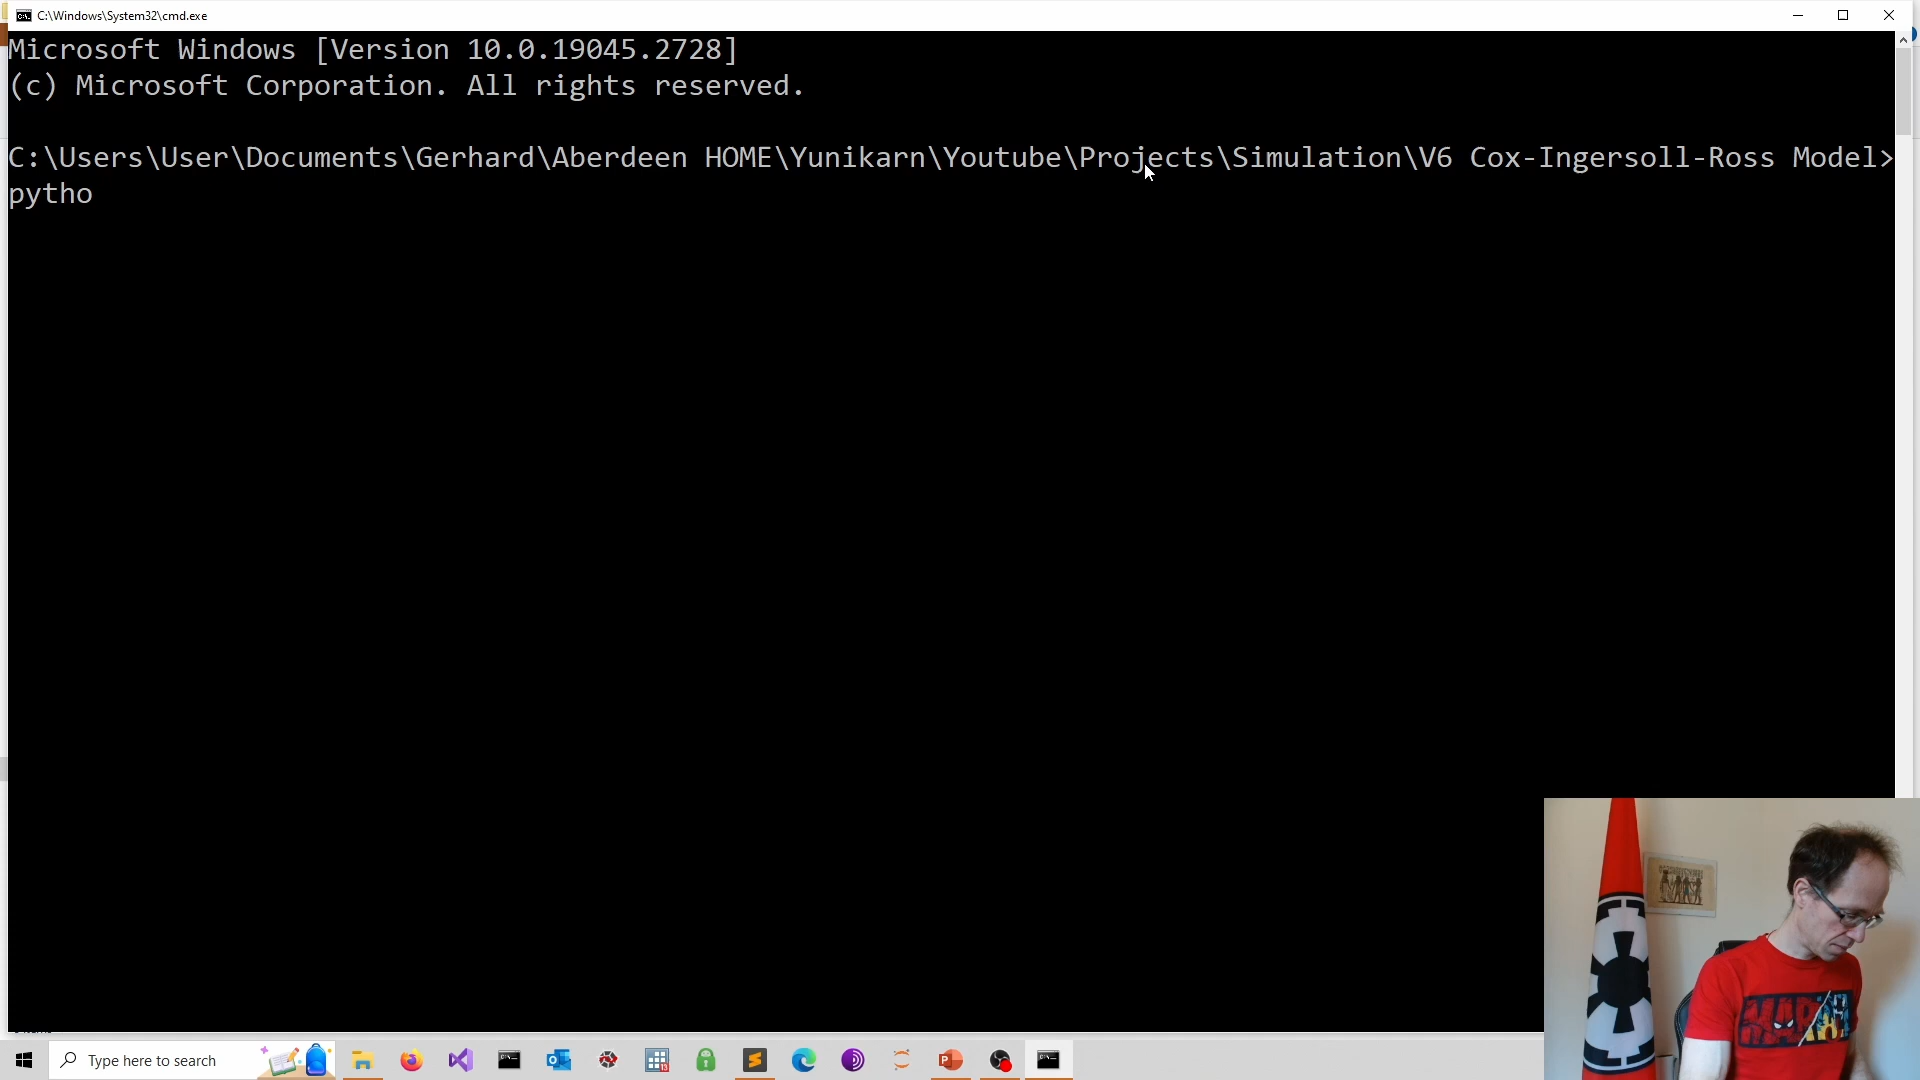 C:\Windows\System32\cmd.exe
Microsoft Windows [Version 10.0.19045.2728]
(c) Microsoft Corporation. All rights reserved.
C:\Users\User\Documents\Gerhard\Aberdeen HOME\Yunikarn\Youtube\Projects\Simulation\V6 Cox-Ingersoll-Ross Model>
pytho
Type here to search
MARVEL